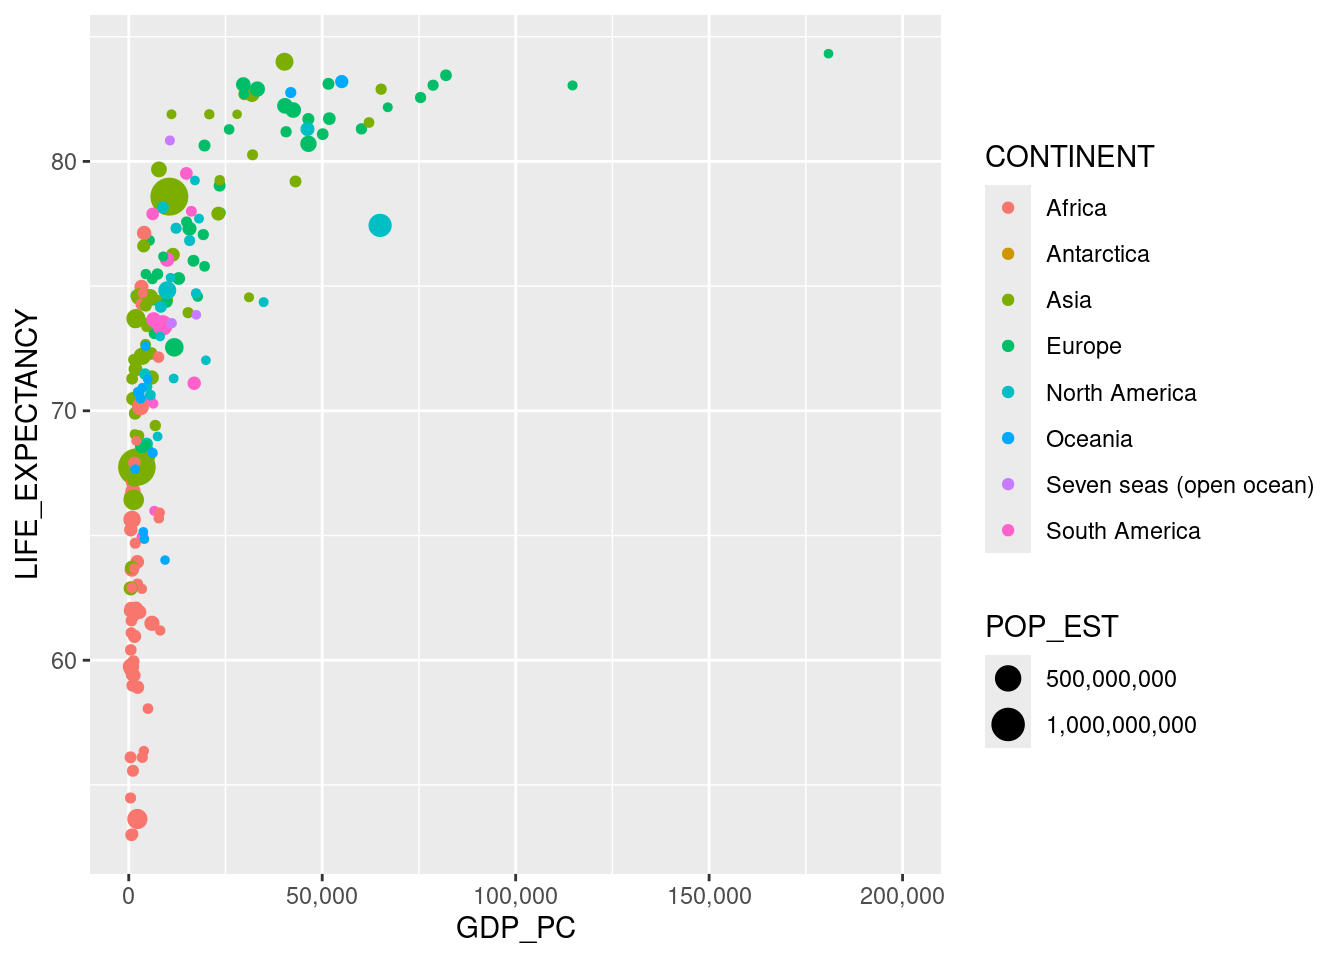 80
70
60
LIFE_EXPECTANCY
0
50,000
100,000
150,000
200,000
GDP_PC
CONTINENT
Africa
Antarctica
Asia
Europe
North America
Oceania
Seven seas (open ocean)
South America
POP_EST
500,000,000
1,000,000,000